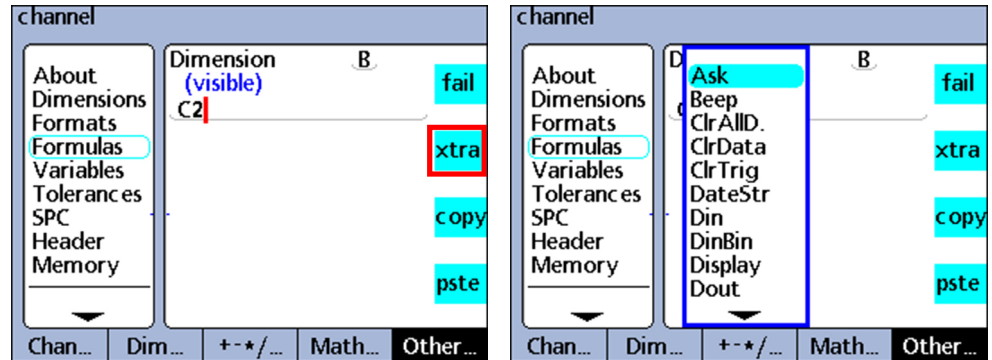 channel
About
Dimensions
Formats
Formulas
Variables
Tolerances
SPC
Header
Memory
Dimension B
(visible)
C2
fail
xtra
copy
pste
Chan... Dim... +-*/... Math... Other...
channel
About
Dimensions
Formats
Formulas
Variables
Tolerances
SPC
Header
Memory
D B
Ask
Beep
ClrAllD.
ClrData
ClrTrig
DateStr
Din
DinBin
Display
Dout
fail
xtra
copy
pste
Chan... Dim... +-*/... Math... Other...